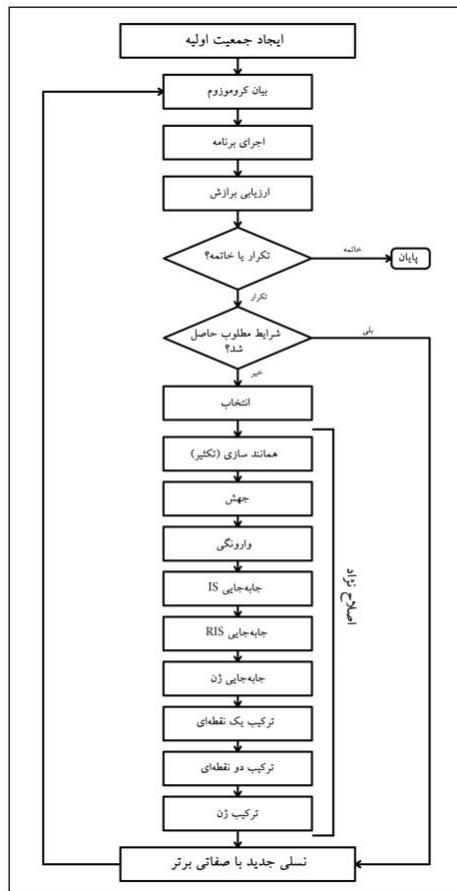 ایجاد جمعیت اولیه
بیان کروموزوم
اجرای برنامه
ارزیابی برازش
تکرار یا خاتمه؟
خاتمه
پایان
تکرار
شرایط مطلوب حاصل
شد؟
بلی
خیر
انتخاب
همانند سازی (تکثیر)
جهش
وارونگی
جابه‌جایی IS
جابه‌جایی RIS
جابه‌جایی ژن
ترکیب یک نقطه‌ای
ترکیب دو نقطه‌ای
ترکیب ژن
اصلاح نژاد
نسلی جدید با صفاتی برتر